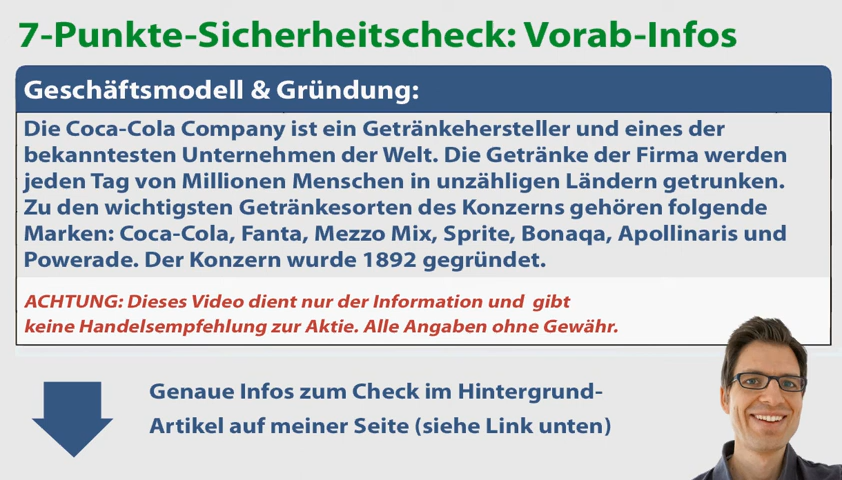 7-Punkte-Sicherheitscheck: Vorab-Infos
Geschäftsmodell & Gründung:
Die Coca-Cola Company ist ein Getränkehersteller und eines der
bekanntesten Unternehmen der Welt. Die Getränke der Firma werden
jeden Tag von Millionen Menschen in unzähligen Ländern getrunken.
Zu den wichtigsten Getränkesorten des Konzerns gehören folgende
Marken: Coca-Cola, Fanta, Mezzo Mix, Sprite, Bonaqa, Apollinaris und
Powerade. Der Konzern wurde 1892 gegründet.
ACHTUNG: Dieses Video dient nur der Information und gibt
keine Handelsempfehlung zur Aktie. Alle Angaben ohne Gewähr.
Genaue Infos zum Check im Hintergrund-
Artikel auf meiner Seite (siehe Link unten)